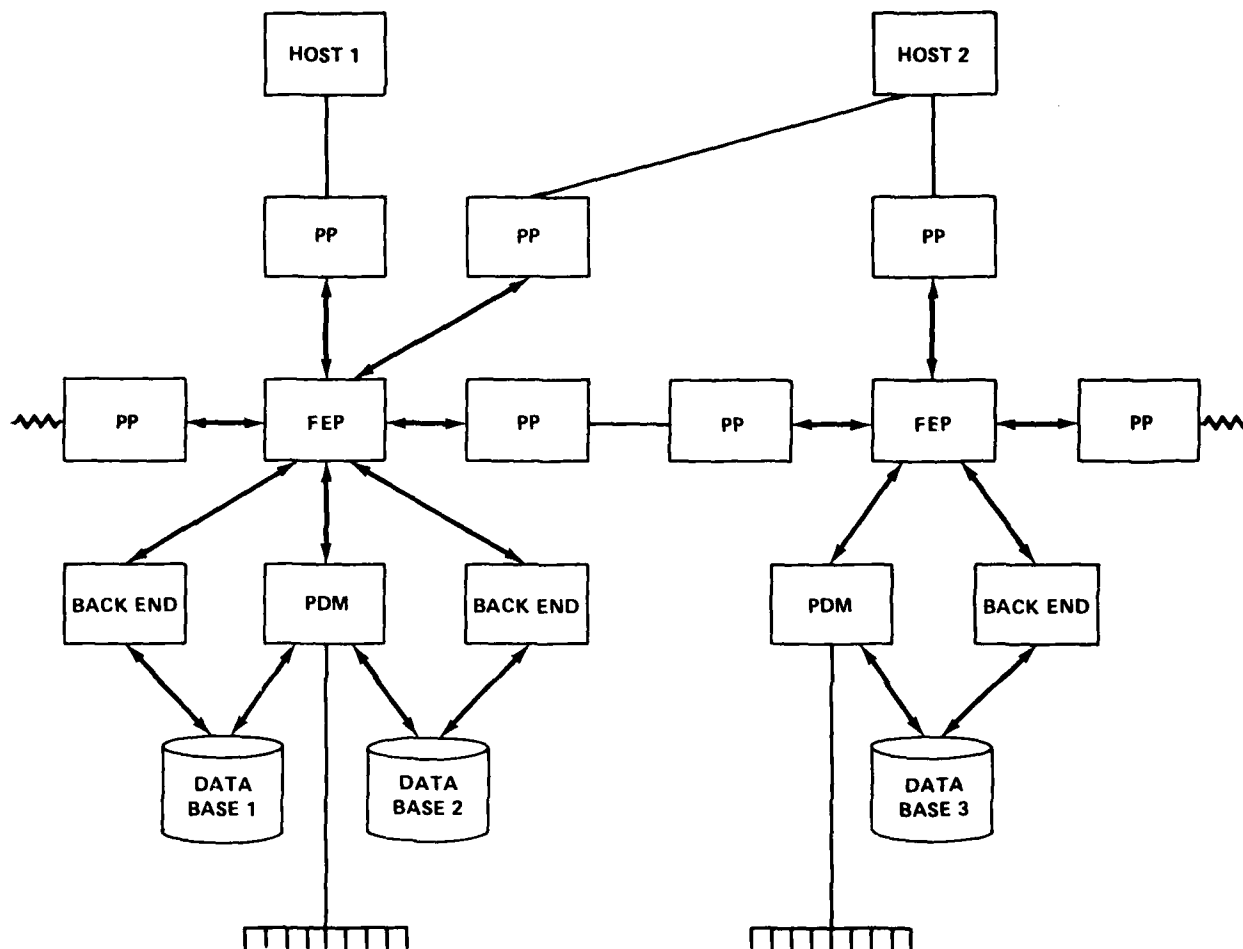 HOST 1
HOST 2
PP
PP
PP
PP
FEP
PP
PP
FEP
PP
BACK END
PDM
BACK END
PDM
BACK END
DATA
BASE 1
DATA
BASE 2
DATA
BASE 3